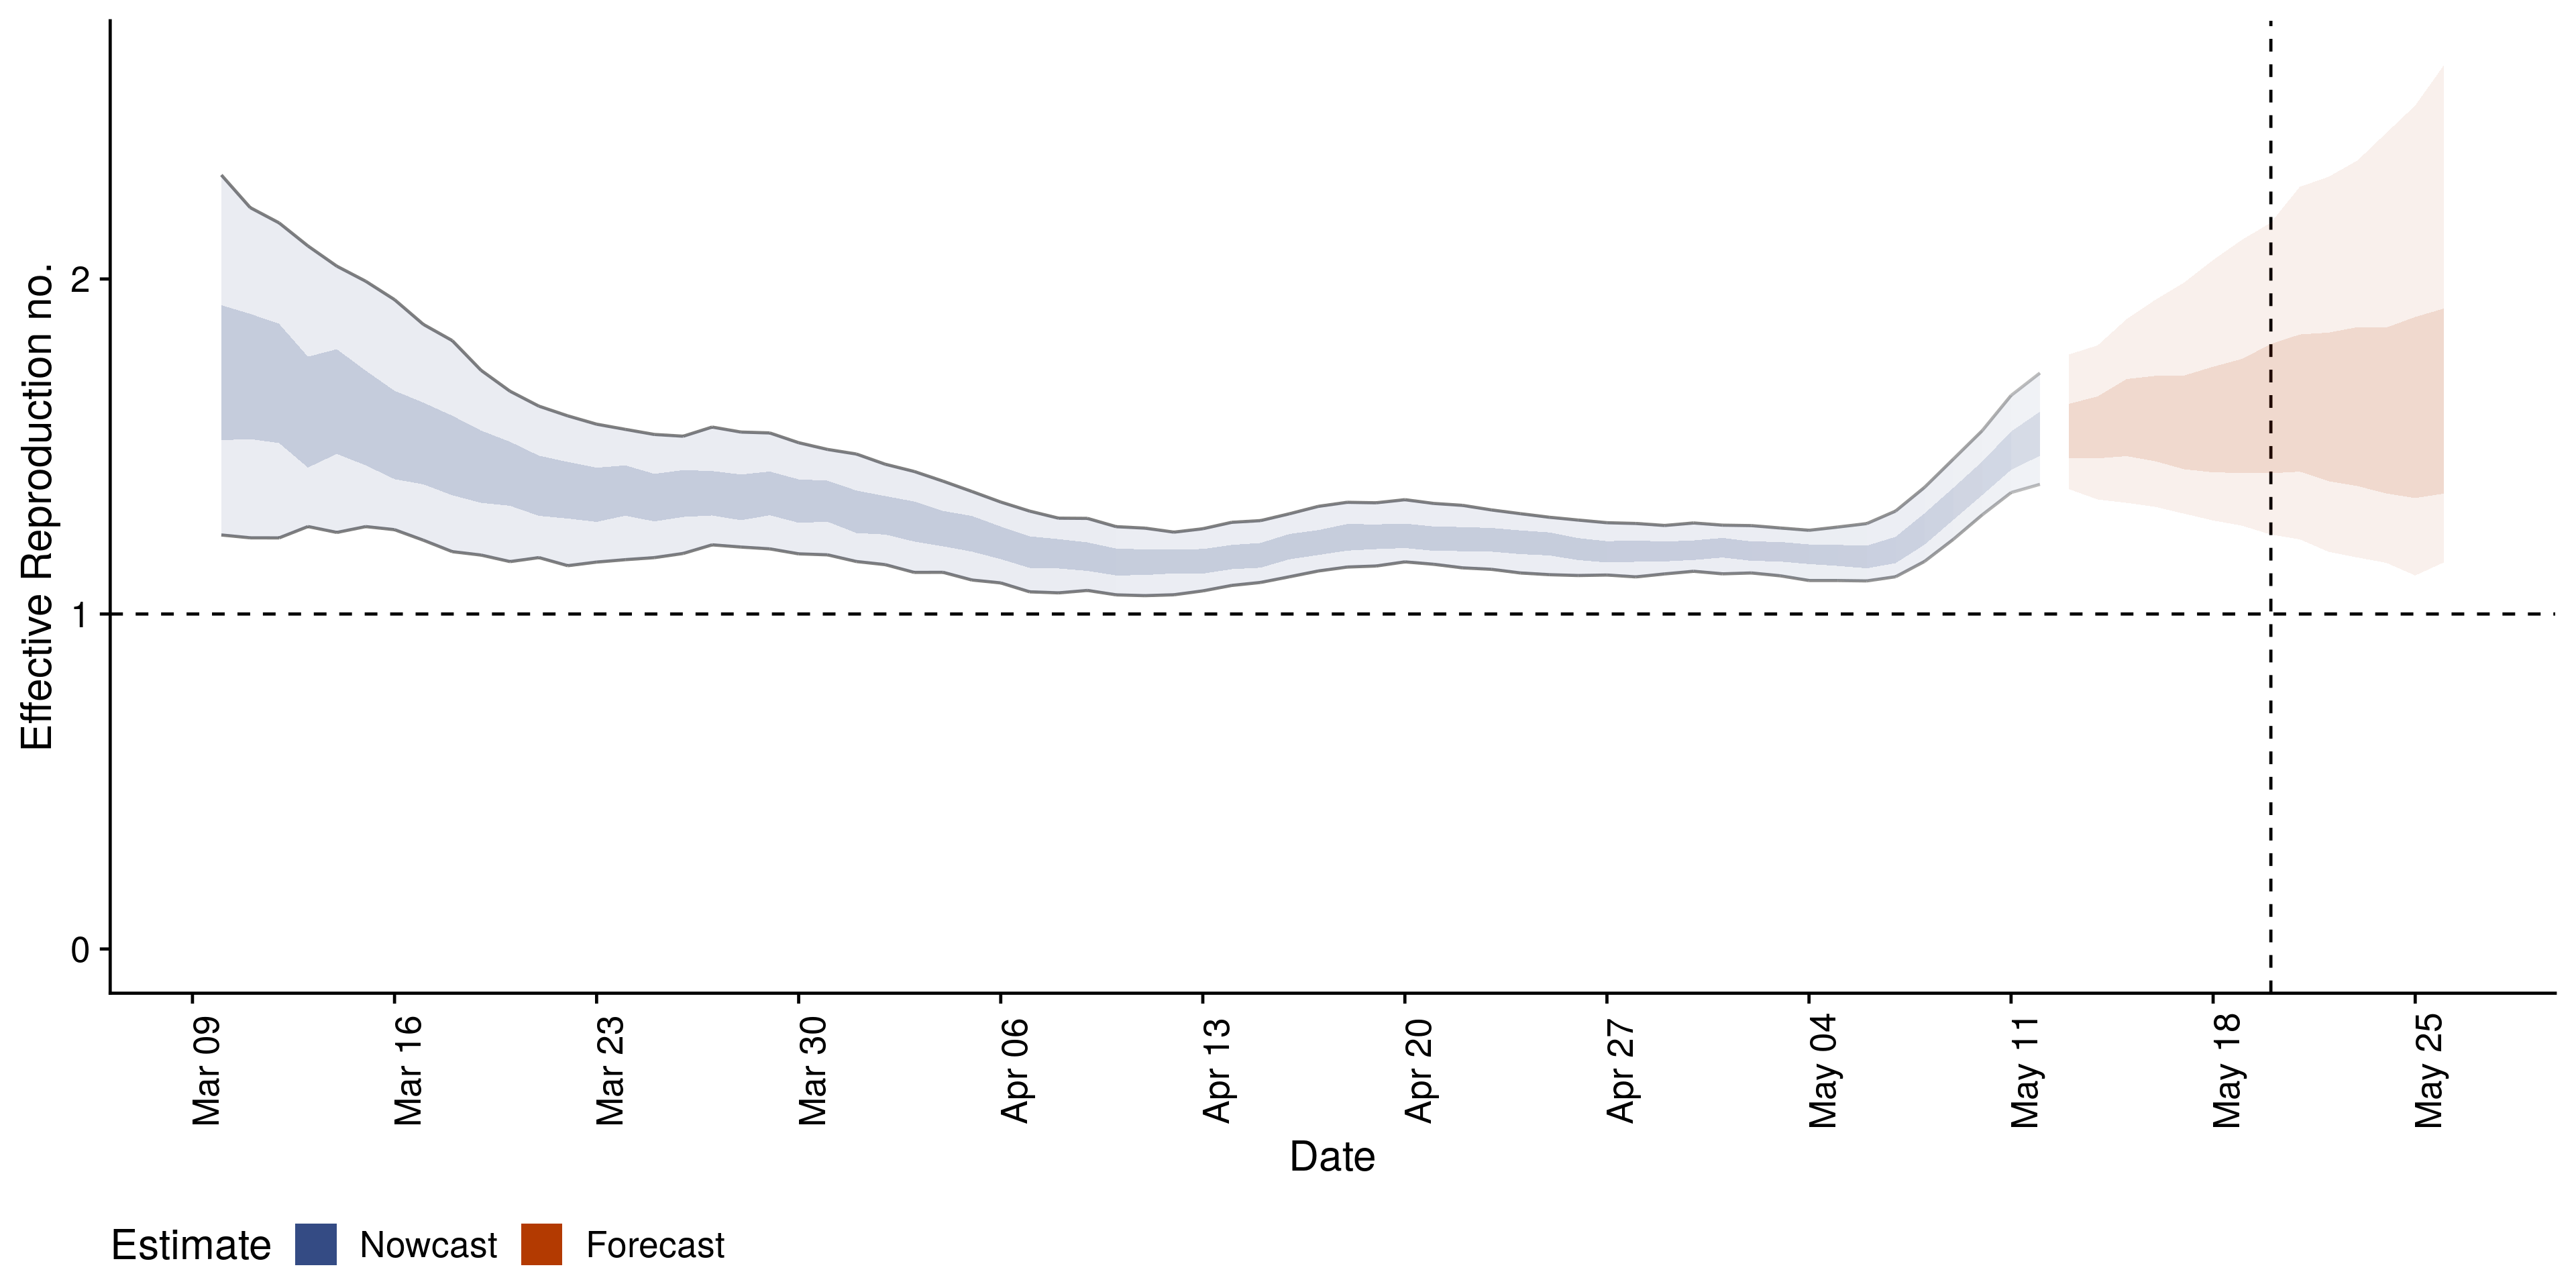 Effective Reproduction no.
2
1
0
Mar 09
Mar 16
Mar 23
Mar 30
Apr 06
Apr 13
Apr 20
Apr 27
May 04
May 11
May 18
May 25
Date
Estimate Nowcast Forecast